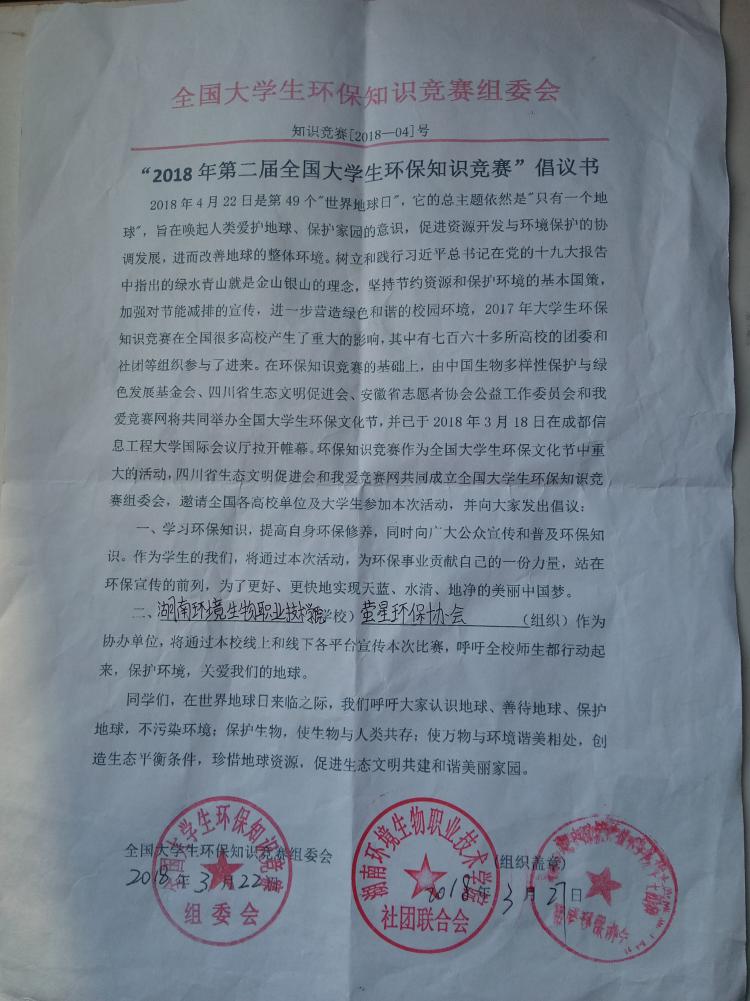 全国大学生环保知识竞赛组委会
知识竞赛[2018—04]号
“2018年第二届全国大学生环保知识竞赛”倡议书
2018年4月22日是第49个"世界地球日"，它的总主题依然是"只有一个地
球"，旨在唤起人类爱护地球、保护家园的意识，促进资源开发与环境保护的协
调发展，进而改善地球的整体环境。树立和践行习近平总书记在党的十九大报告
中指出的绿水青山就是金山银山的理念，坚持节约资源和保护环境的基本国策，
加强对节能减排的宣传，进一步营造绿色和谐的校园环境，2017年大学生环保
知识竞赛在全国很多高校产生了重大的影响，其中有七百六十多所高校的团委和
社团等组织参与了进来。在环保知识竞赛的基础上，由中国生物多样性保护与绿
色发展基金会、四川省生态文明促进会、安徽省志愿者协会公益工作委员会和我
爱竞赛网将共同举办全国大学生环保文化节，并已于2018年3月18日在成都信
息工程大学国际会议厅拉开帷幕。环保知识竞赛作为全国大学生环保文化节中重
大的活动，四川省生态文明促进会和我爱竞赛网共同成立全国大学生环保知识竞
赛组委会，邀请全国各高校单位及大学生参加本次活动，并向大家发出倡议：
一、学习环保知识，提高自身环保修养，同时向广大公众宣传和普及环保知
识。作为学生的我们，将通过本次活动，为环保事业贡献自己的一份力量，站在
环保宣传的前列，为了更好、更快地实现天蓝、水清、地净的美丽中国梦。
二、湖南环境生物职业技术学院学校）萤星环保协会（组织）作为
协办单位，将通过本校线上和线下各平台宣传本次比赛，呼吁全校师生都行动起
来，保护环境，关爱我们的地球。
同学们，在世界地球日来临之际，我们呼吁大家认识地球、善待地球、保护
地球，不污染环境；保护生物，使生物与人类共存；使万物与环境谐美相处，创
造生态平衡条件，珍惜地球资源，促进生态文明共建和谐美丽家园。
全国大学生环保知识竞赛组委会
(组织盖章)
2018年3月22日
2018年3月27日
全国大学生环保知识竞赛
组委会
湖南环境生物职业技术学院
社团联合会